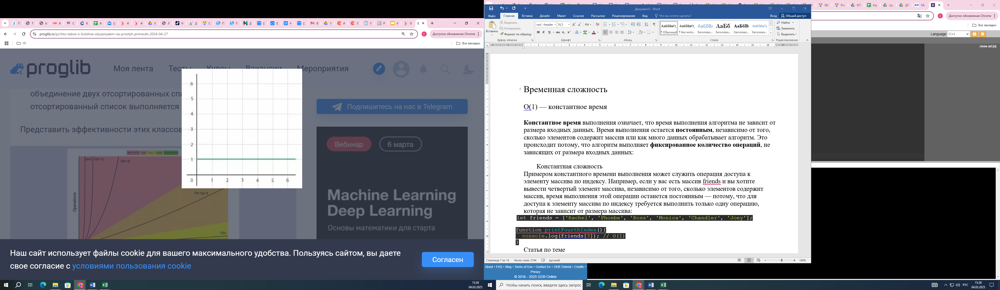 proglib.io/p/chto-takoe-o-bolshoe-obyasnyaem-na-prostyh-primerah-2024-04-27
Доступно обновление Chrome
!!!!
Все закладки
proglib
Моя лента
Тесты
Курсы
Вакансии
Мероприятия
объединение двух отсортированных
отсортированный список выполняется
Представить эффективности этих классов
Подпишитесь на нас в Telegram
Вебинар
6 марта
Machine Learning
Deep Learning
Основы математики для старта
6
5
4
3
2
1
0 1 2 3 4 5 6
Horrible Bad Fair Good Excellent
O(n!) O(2^n) O(n^2)
O(n log n)
O(n)
Operations
Наш сайт использует файлы cookie для вашего максимального удобства. Пользуясь сайтом, вы даете
свое согласие с условиями пользования cookie
Согласен
15:38
04.03.2025
Документ3 - Word
Файл Главная Вставка Дизайн Макет Ссылки Рассылки Рецензирование Вид Что вы хотите сделать? Вход Общий доступ
Вставить
Вырезать
Копировать
Формат по образцу
Буфер обмена
var(--header 16,5
Шрифт
Абзац
АаБбВвГг, АаБбВвГг, АаБбВі АаБб. АаБбВ АаБбВвГг
¶ Обычный ¶ Без инте... Заголово... Заголово... Заголово... Заголово...
Стили
Найти
Заменить
Выделить
Редактирование
Временная сложность
O(1) — константное время
Константное время выполнения означает, что время выполнения алгоритма не зависит от
размера входных данных. Время выполнения остается постоянным, независимо от того,
сколько элементов содержит массив или как много данных обрабатывает алгоритм. Это
происходит потому, что алгоритм выполняет фиксированное количество операций, не
зависящих от размера входных данных:
Константная сложность
Примером константного времени выполнения может служить операция доступа к
элементу массива по индексу. Например, если у вас есть массив friends и вы хотите
вывести четвертый элемент массива, независимо от того, сколько элементов содержит
массив, время выполнения этой операции останется постоянным — потому, что для
доступа к элементу массива по индексу требуется выполнить только одну операцию,
которая не зависит от размера массива:
let friends = ['Rachel', 'Phoebe', 'Ross', 'Monica', 'Chandler', 'Joey'];
function printFourthIndex(){
console.log(friends[3]); // O(1)
}
Статья по теме
Страница 7 из 14 Число слов: 3194 русский
160%
About • FAQ • Blog • Terms of Use • Contact Us • GDB Tutorial • Credits •
Privacy
© 2016 - 2025 GDB Online
Доступно обновление Chrome
Все закладки
Language C++
close ad [x]
Чтобы начать поиск, введите здесь запрос
РУС
15:38
04.03.2025